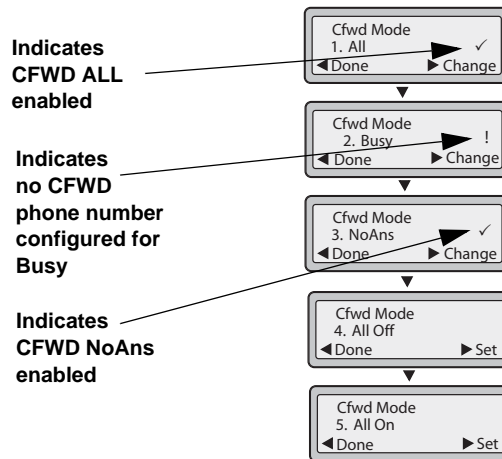 Indicates
CFWD ALL
enabled
Cfwd Mode
1. All ✓
◀Done ▶Change
▼
Indicates
no CFWD
phone number
configured for
Busy
Cfwd Mode
2. Busy !
◀Done ▶Change
▼
Indicates
CFWD NoAns
enabled
Cfwd Mode
3. NoAns ✓
◀Done ▶Change
▼
Cfwd Mode
4. All Off
◀Done ▶Set
▼
Cfwd Mode
5. All On
◀Done ▶Set